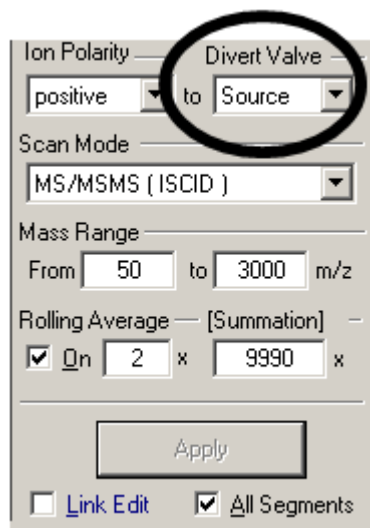 Ion Polarity Divert Valve
positive to Source
Scan Mode
MS/MSMS ( ISCID )
Mass Range
From 50 to 3000 m/z
Rolling Average [Summation]
On 2 x 9990 x
Apply
Link Edit All Segments